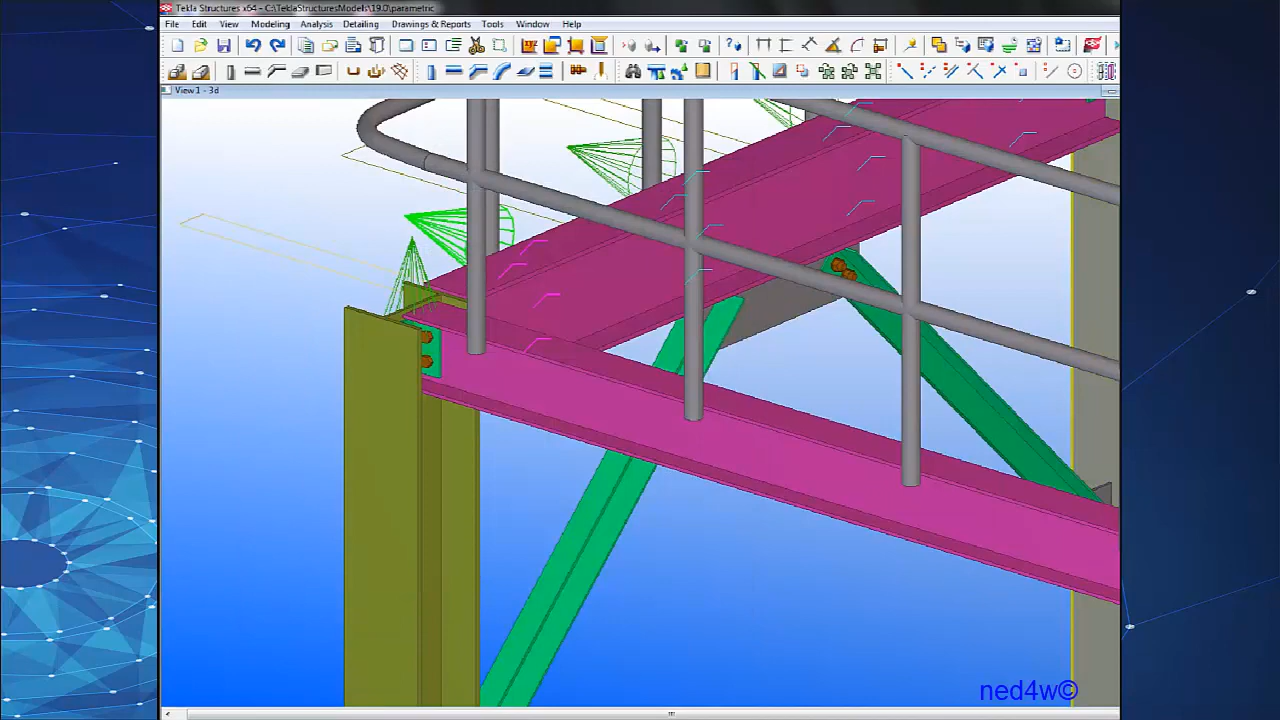 Tekla Structures x64 - C:\TeklaStructuresModels\19.0\parametric
File Edit View Modeling Analysis Detailing Drawings & Reports Tools Window Help
View 1 - 3d
ned4w©